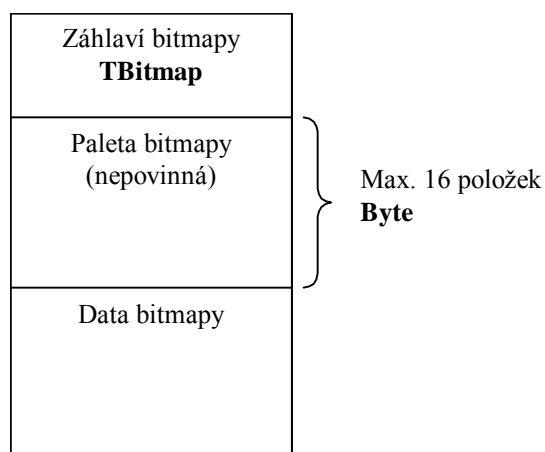 Záhlaví bitmapy
TBitmap
Paleta bitmapy
(nepovinná)
Max. 16 položek
Byte
Data bitmapy